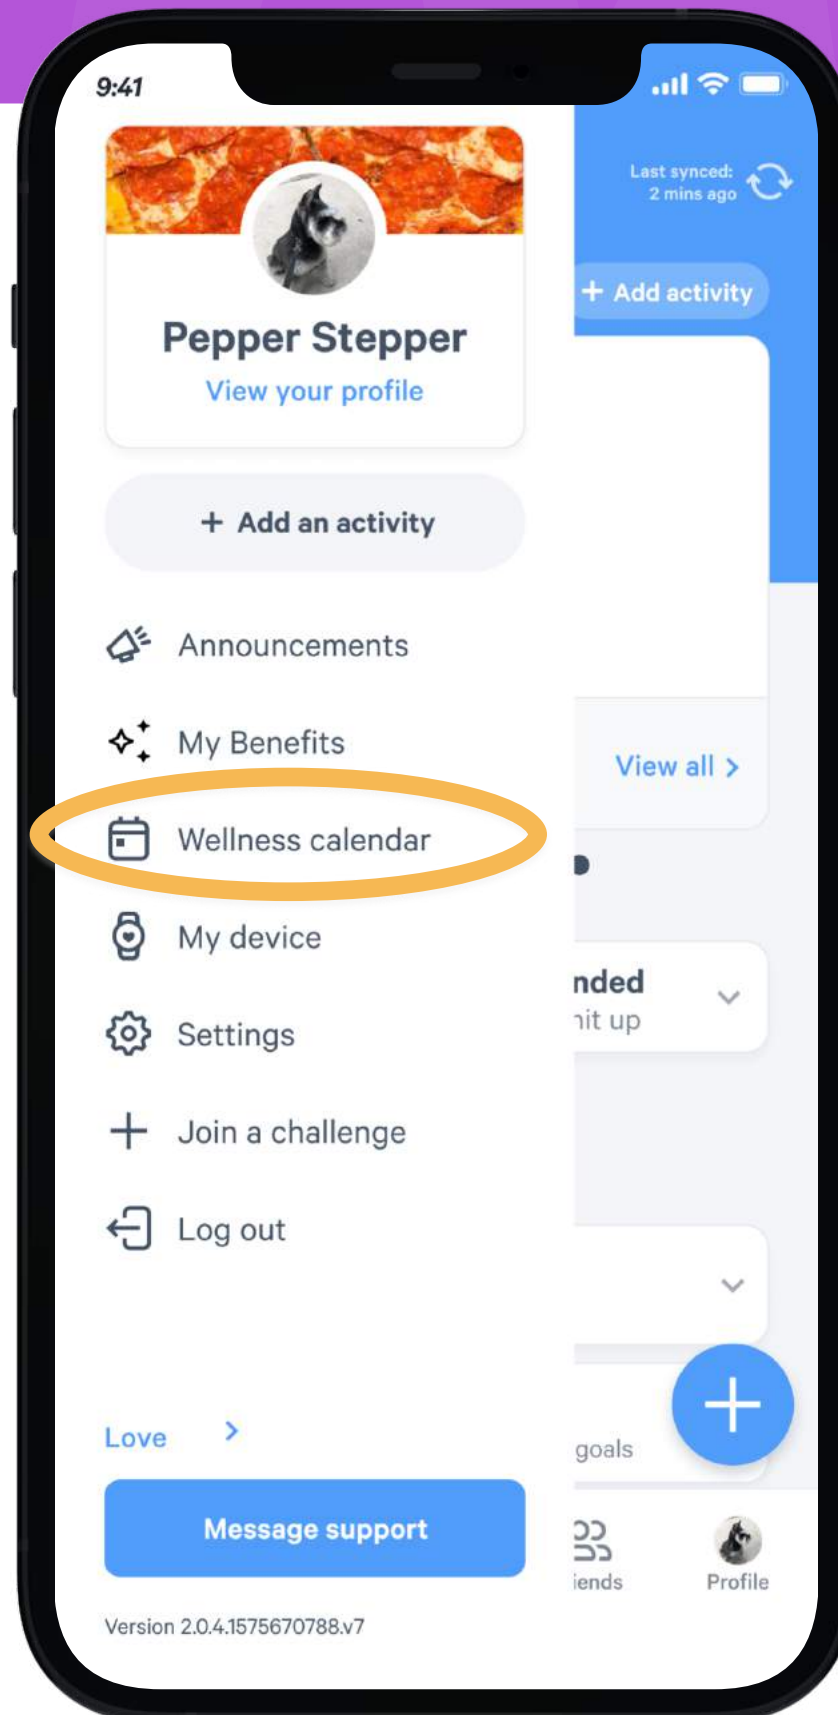 9:41
Last synced:
2 mins ago
+ Add activity
Pepper Stepper
View your profile
+ Add an activity
Announcements
My Benefits
View all >
Wellness calendar
My device
nded
hit up
Settings
Join a challenge
Log out
Love >
goals
Message support
iends
Profile
Version 2.0.4.1575670788.v7